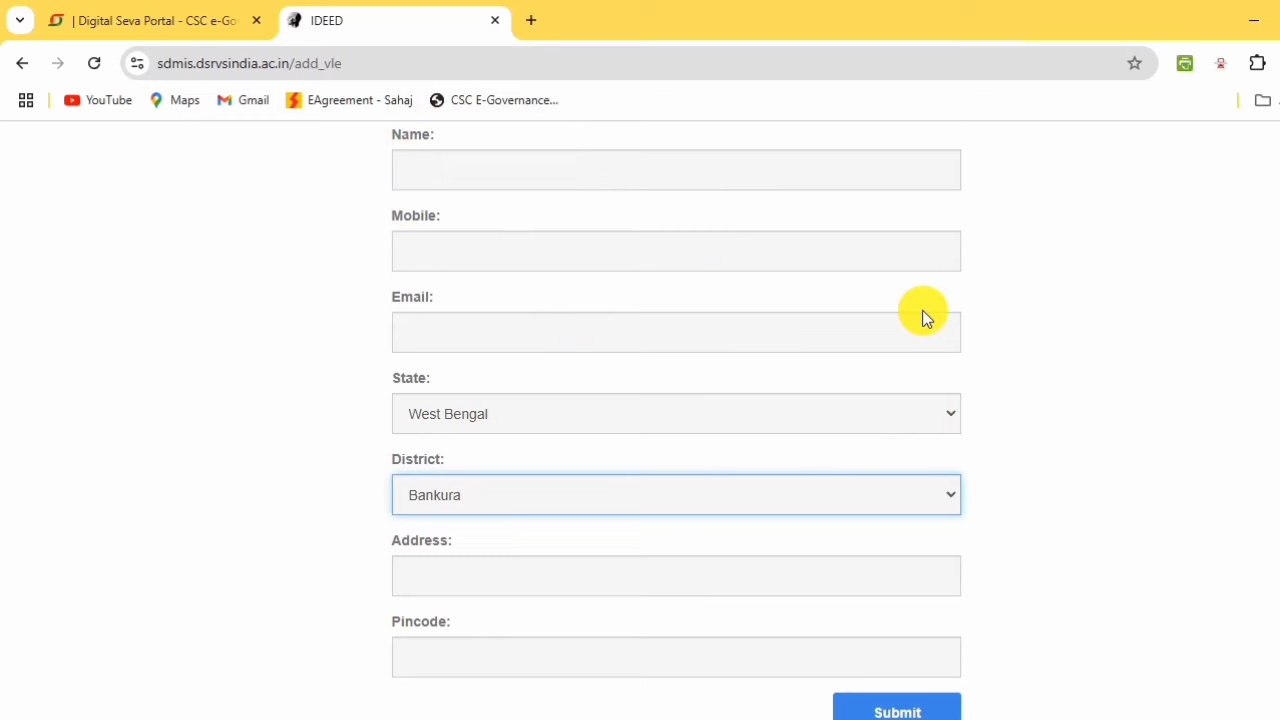 | Digital Seva Portal - CSC e-Go
IDEED
sdmis.dsrvsindia.ac.in/add_vle
YouTube
Maps
Gmail
EAgreement - Sahaj
CSC E-Governance...
Name:
Mobile:
Email:
State:
West Bengal
District:
Bankura
Address:
Pincode:
Submit